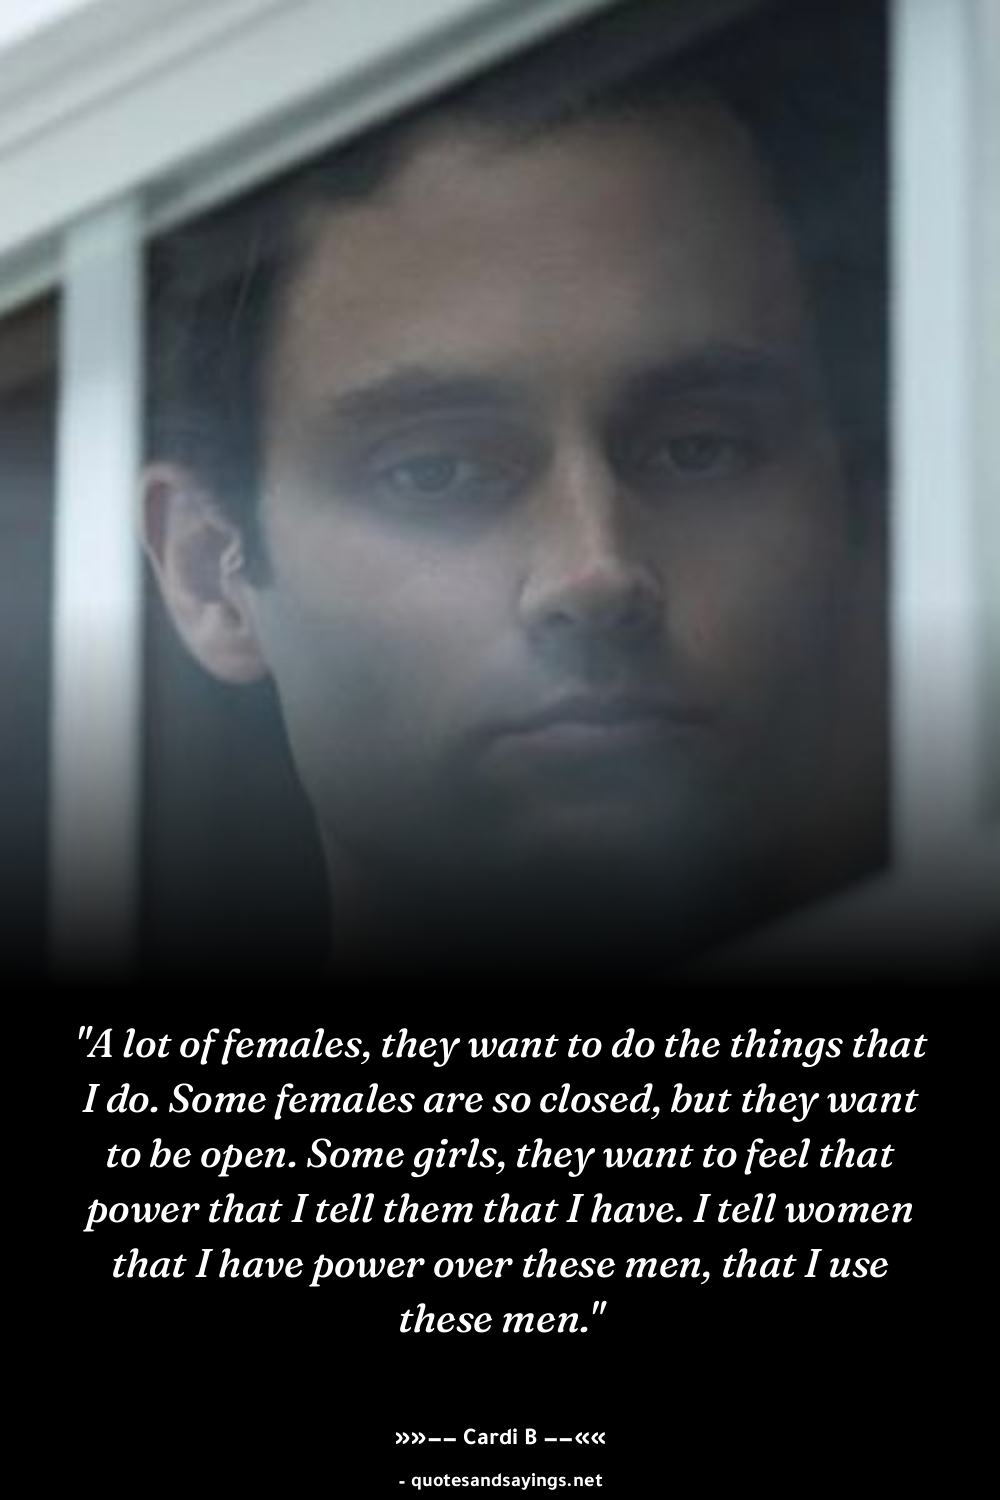 "A lot of females, they want to do the things that
I do. Some females are so closed, but they want
to be open. Some girls, they want to feel that
power that I tell them that I have. I tell women
that I have power over these men, that I use
these men."
»»−− Cardi B −−««
- quotesandsayings.net